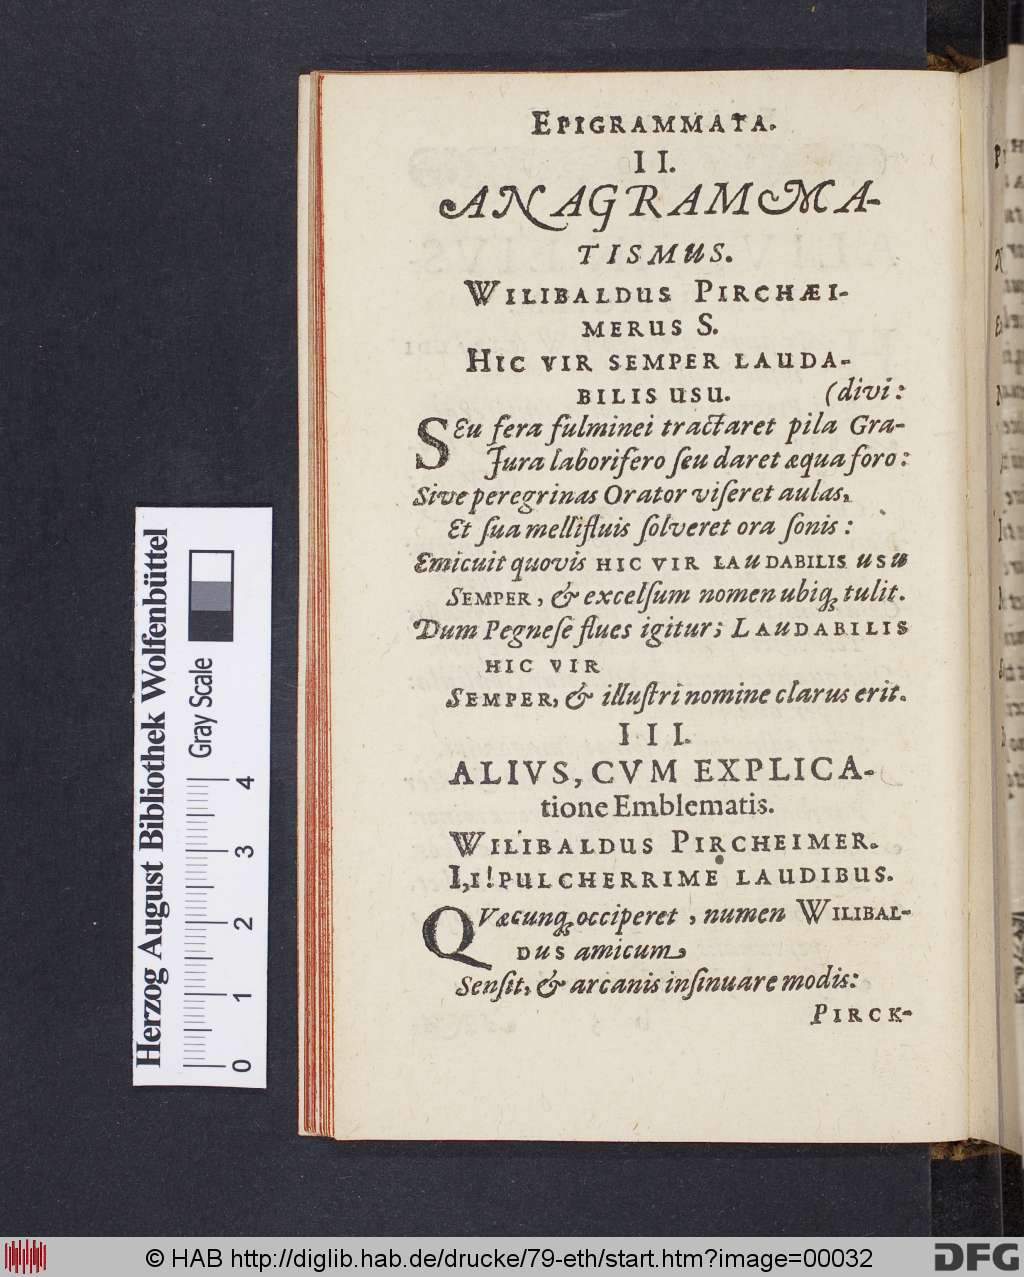 EPIGRAMMATA.
II.
ANAGRAMMA-
TISMUS.
WILIBALDUS PIRCHÆI-
MERUS S.
HIC VIR SEMPER LAUDA-
BILIS USU. (divi:
SEu fera fulminei tractaret pila Gra-
Jura laborifero seu daret æqua foro:
Sive peregrinas Orator viseret aulas,
Et sua mellifluis solveret ora sonis:
Emicuit quovis HIC VIR LAUDABILIS USU
SEMPER, & excelsum nomen ubiq; tulit.
Dum Pegnese flues igitur; LAUDABILIS
HIC VIR
SEMPER, & illustri nomine clarus erit.
III.
ALIVS, CVM EXPLICA-
tione Emblematis.
WILIBALDUS PIRCHEIMER.
I, i! PULCHERRIME LAUDIBUS.
QVæcunq; occiperet, numen WILIBAL-
DUS amicum
Sensit, & arcanis insinuare modis:
PIRCK-
Herzog August Bibliothek Wolfenbüttel
Gray Scale
0 1 2 3 4
© HAB http://diglib.hab.de/drucke/79-eth/start.htm?image=00032
DFG